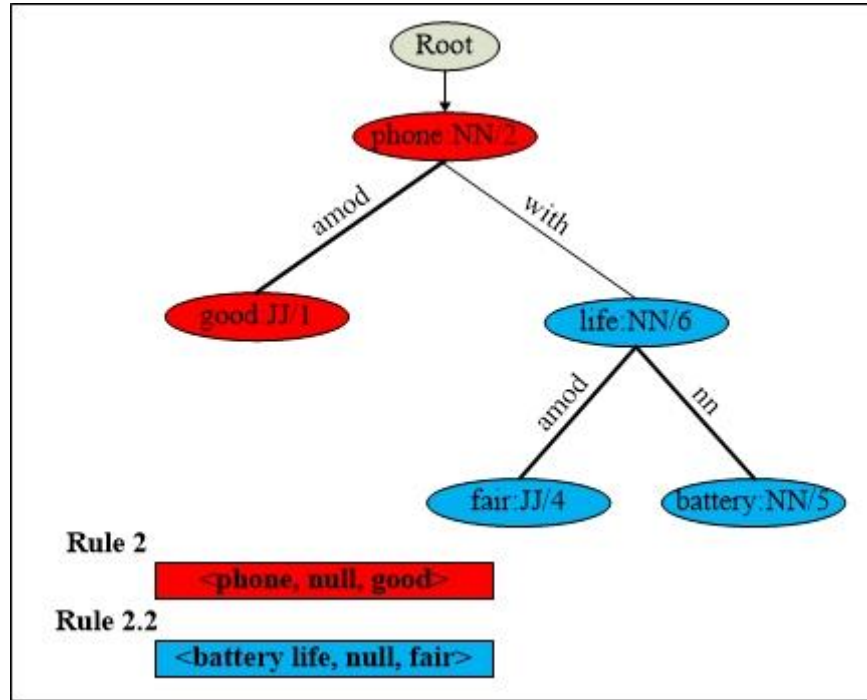 Root
phone:NN/2
amod
with
good:JJ/1
life:NN/6
amod
nn
fair:JJ/4
battery:NN/5
Rule 2
<phone, null, good>
Rule 2.2
<battery life, null, fair>